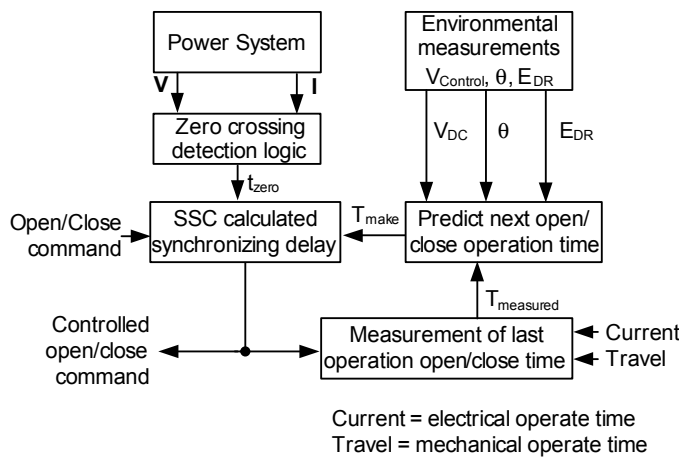 Power System
Environmental
measurements
VControl, θ, EDR
V
I
Zero crossing
detection logic
VDC
θ
EDR
tzero
Open/Close
command
SSC calculated
synchronizing delay
Tmake
Predict next open/
close operation time
Tmeasured
Controlled
open/close
command
Measurement of last
operation open/close time
Current
Travel
Current = electrical operate time
Travel = mechanical operate time